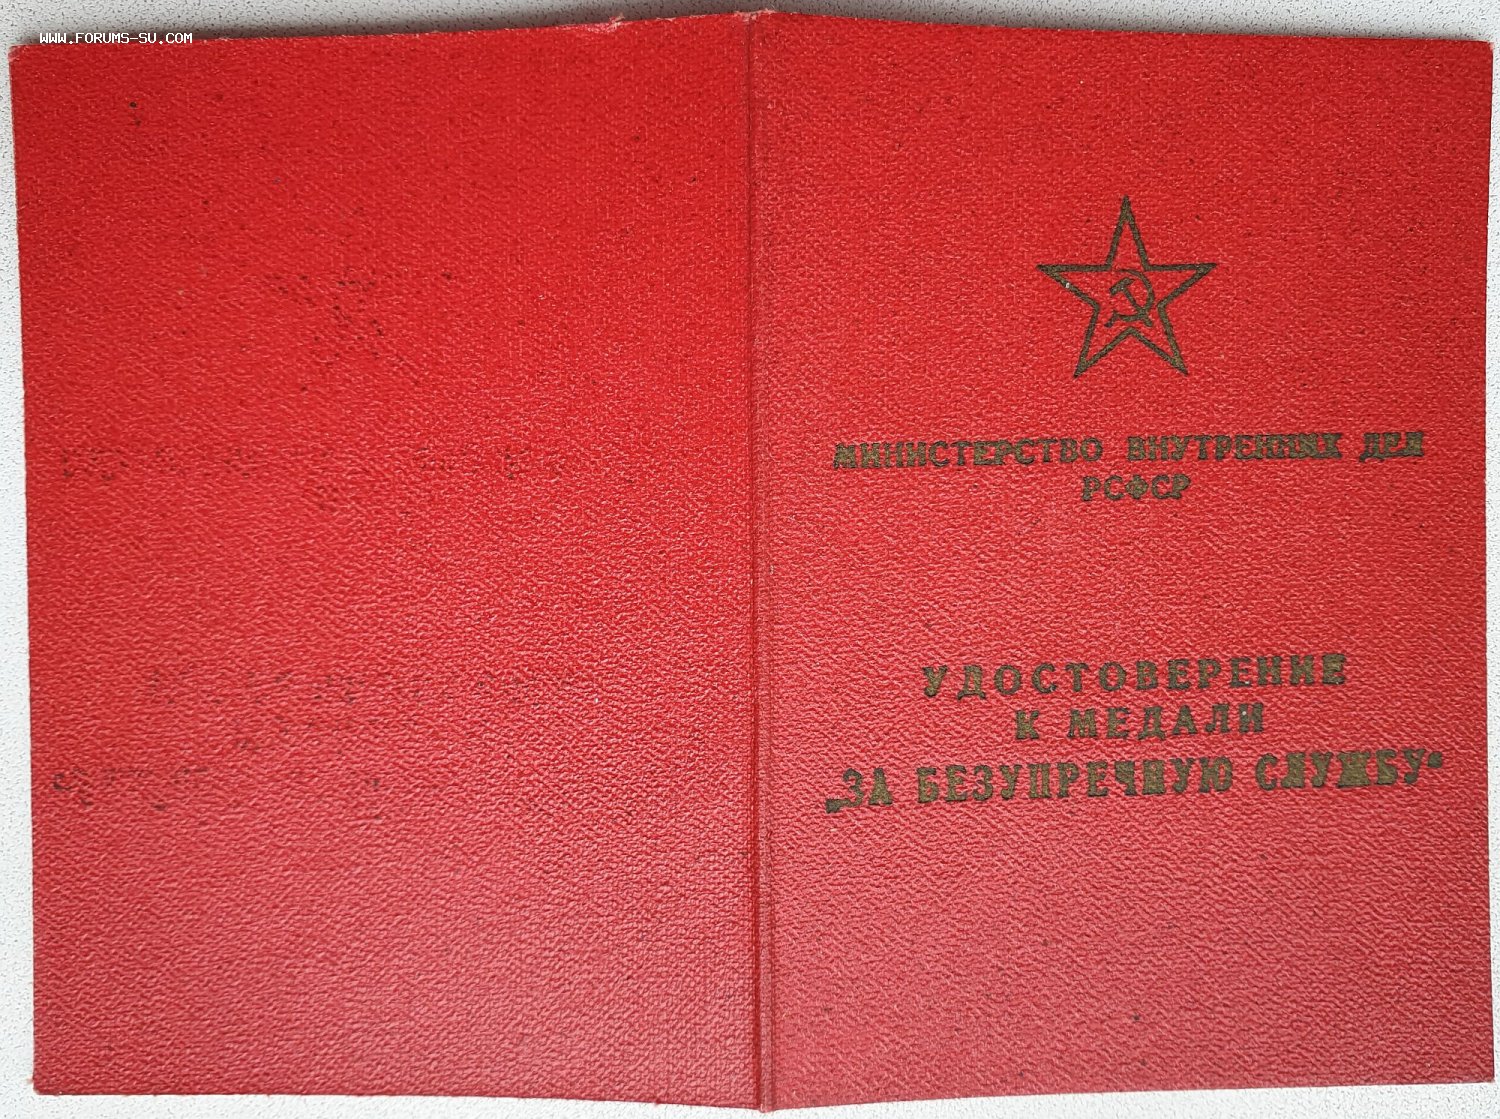 WWW.FORUMS-SU.COM
МИНИСТЕРСТВО ВНУТРЕННИХ ДЕЛ
РСФСР
УДОСТОВЕРЕНИЕ
К МЕДАЛИ
„ЗА БЕЗУПРЕЧНУЮ СЛУЖБУ“